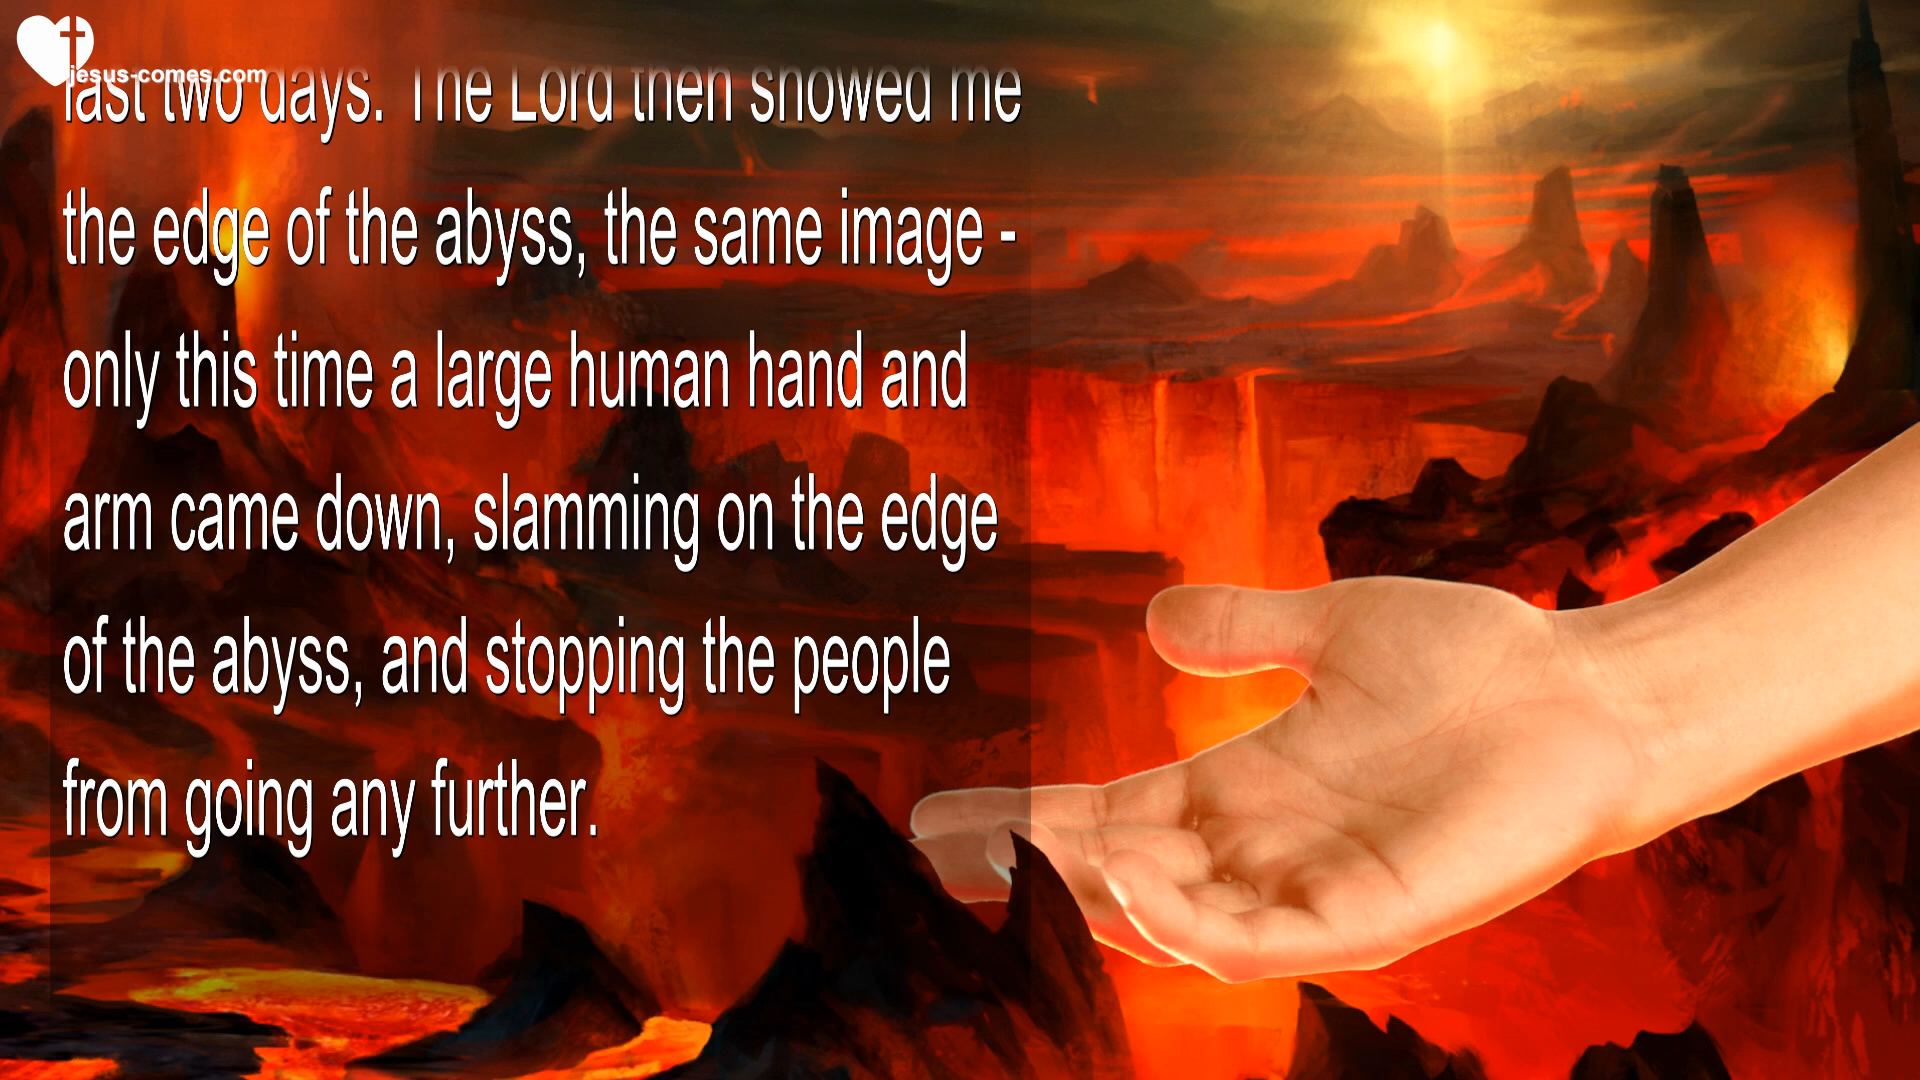 jesus-comes.com
last two days. The Lord then showed me
the edge of the abyss, the same image -
only this time a large human hand and
arm came down, slamming on the edge
of the abyss, and stopping the people
from going any further.